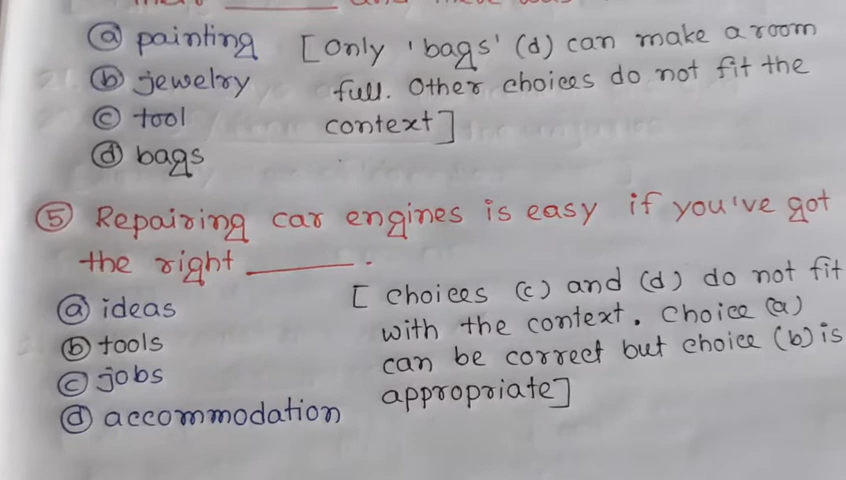 ⓐ painting [Only 'bags' (d) can make a room
ⓑ jewelry full. Other choices do not fit the
ⓒ tool context]
ⓓ bags
⑤ Repairing car engines is easy if you've got
the right ______.
ⓐ ideas [ Choices (c) and (d) do not fit
ⓑ tools with the context. Choice (a)
ⓒ jobs can be correct but choice (b) is
ⓓ accommodation appropriate]